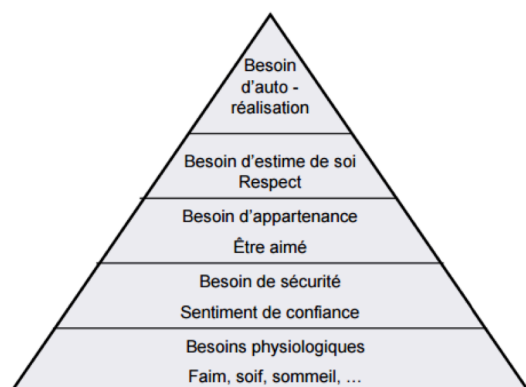 Besoin
d'auto -
réalisation
Besoin d'estime de soi
Respect
Besoin d'appartenance
Être aimé
Besoin de sécurité
Sentiment de confiance
Besoins physiologiques
Faim, soif, sommeil, ...